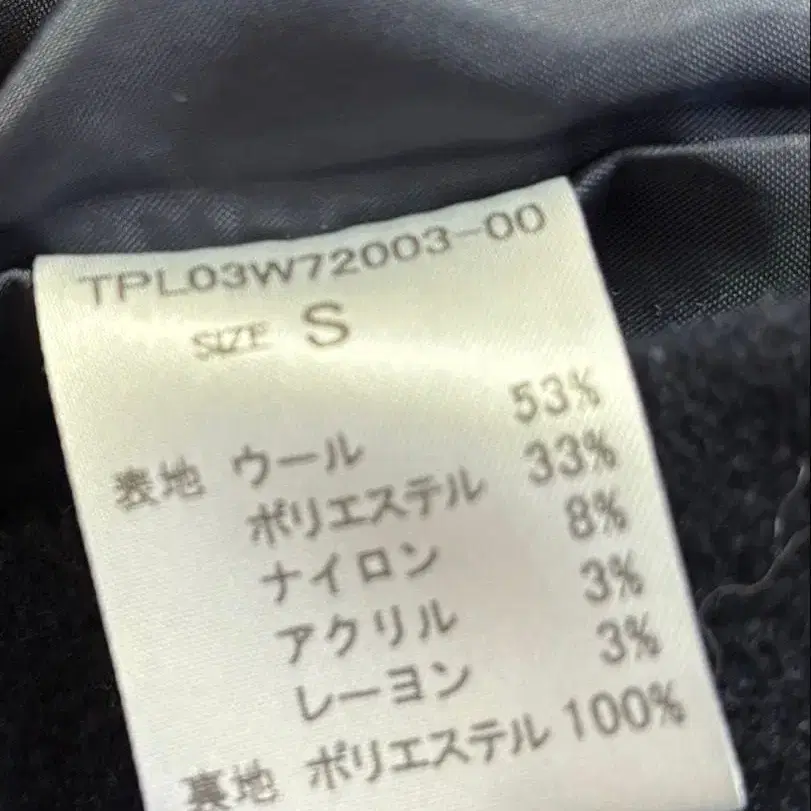 TPL03W72003-00
SIZE S
表地 ウール 53%
ポリエステル 33%
ナイロン 8%
アクリル 3%
レーヨン 3%
裏地 ポリエステル 100%